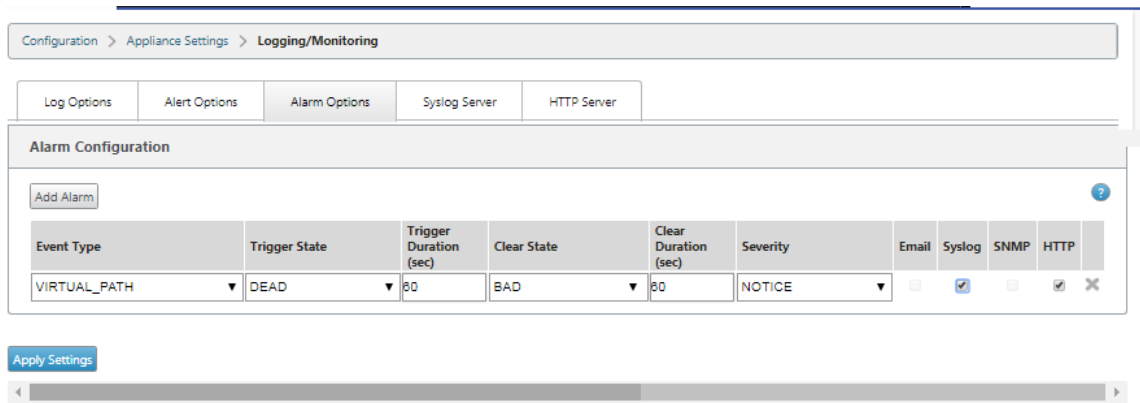 Configuration > Appliance Settings > Logging/Monitoring
Log Options Alert Options Alarm Options Syslog Server HTTP Server
Alarm Configuration
Add Alarm
?
Event Type Trigger State Trigger Duration (sec) Clear State Clear Duration (sec) Severity Email Syslog SNMP HTTP
VIRTUAL_PATH DEAD 60 BAD 60 NOTICE
Apply Settings